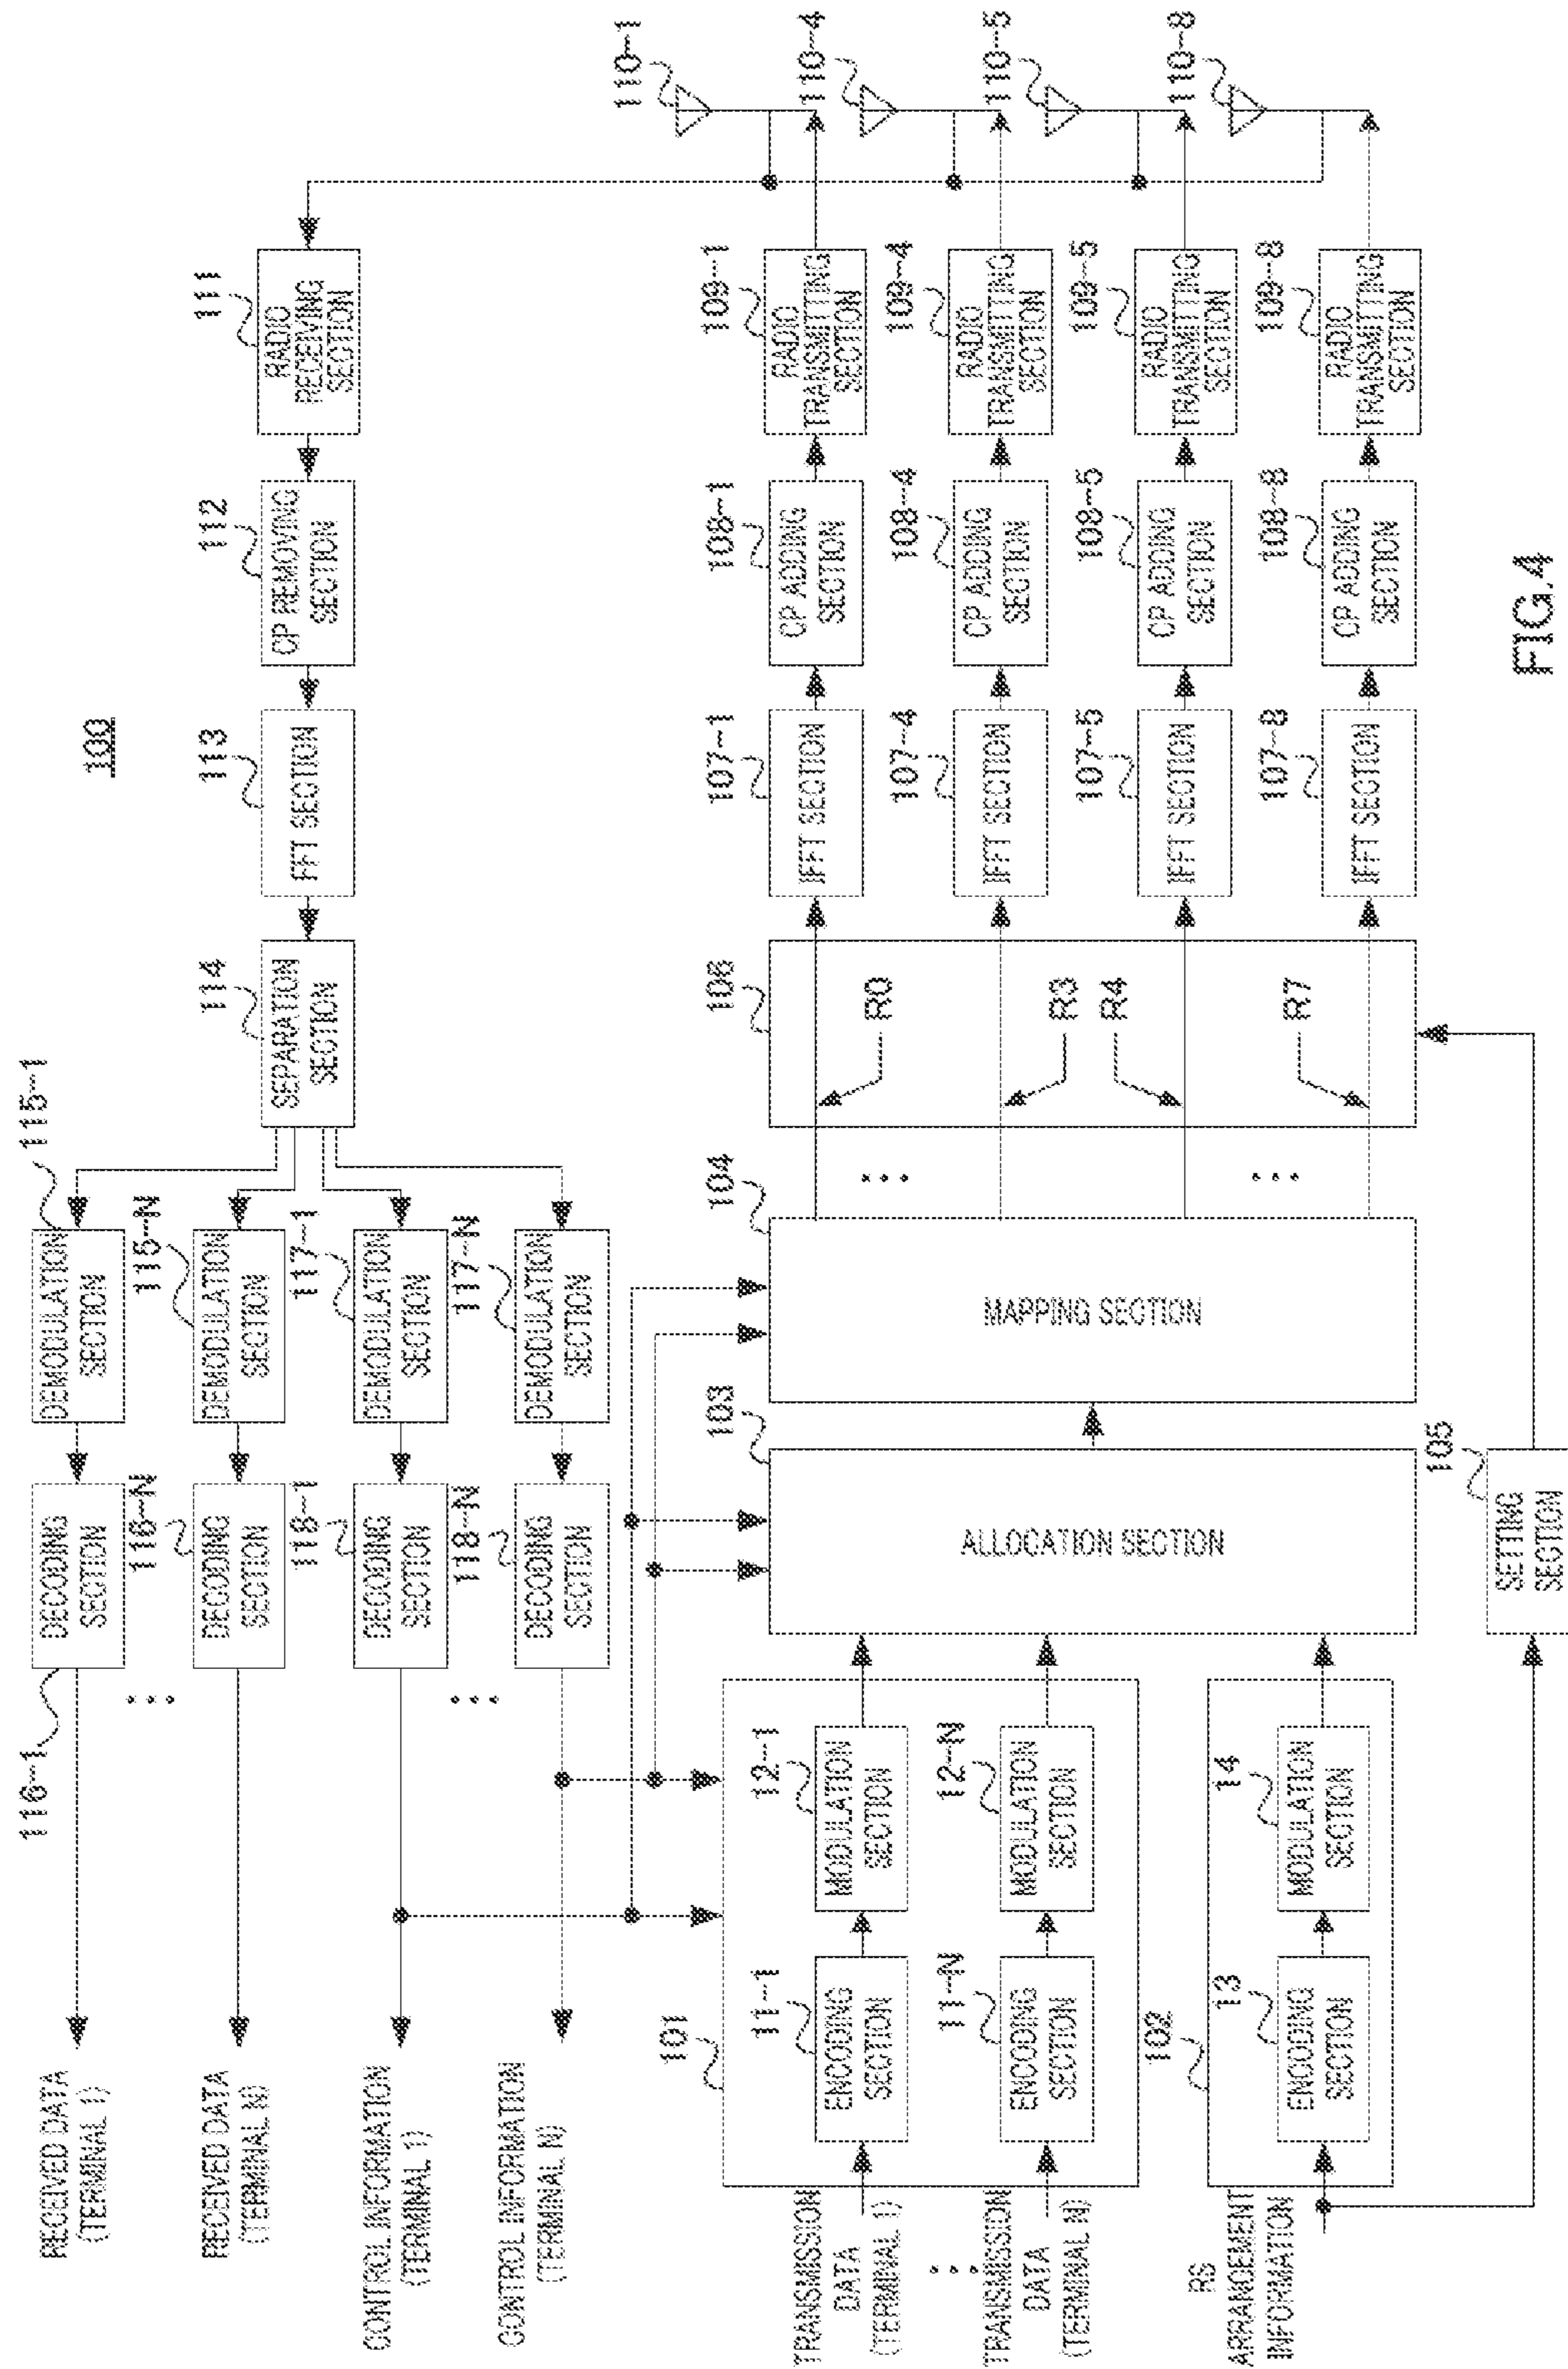 100
RECEIVED DATA
(TERMINAL 1)
116-1
DECODING
SECTION
DEMODULATION
SECTION
115-1
RECEIVED DATA
(TERMINAL N)
...
116-N
DECODING
SECTION
115-N
DEMODULATION
SECTION
CONTROL INFORMATION
(TERMINAL 1)
118-1
DECODING
SECTION
117-1
DEMODULATION
SECTION
CONTROL INFORMATION
(TERMINAL N)
...
118-N
DECODING
SECTION
117-N
DEMODULATION
SECTION
114
SEPARATION
SECTION
113
FFT SECTION
112
CP REMOVING
SECTION
111
RADIO
RECEIVING
SECTION
101
TRANSMISSION
DATA
(TERMINAL 1)
11-1
ENCODING
SECTION
12-1
MODULATION
SECTION
...
TRANSMISSION
DATA
(TERMINAL N)
11-N
ENCODING
SECTION
12-N
MODULATION
SECTION
102
RS
ARRANGEMENT
INFORMATION
13
ENCODING
SECTION
14
MODULATION
SECTION
103
ALLOCATION SECTION
104
MAPPING SECTION
105
SETTING
SECTION
106
...
R0
R3
R4
...
R7
107-1
IFFT SECTION
108-1
CP ADDING
SECTION
109-1
RADIO
TRANSMITTING
SECTION
110-1
107-4
IFFT SECTION
108-4
CP ADDING
SECTION
109-4
RADIO
TRANSMITTING
SECTION
110-4
107-5
IFFT SECTION
108-5
CP ADDING
SECTION
109-5
RADIO
TRANSMITTING
SECTION
110-5
107-8
IFFT SECTION
108-8
CP ADDING
SECTION
109-8
RADIO
TRANSMITTING
SECTION
110-8
FIG.4